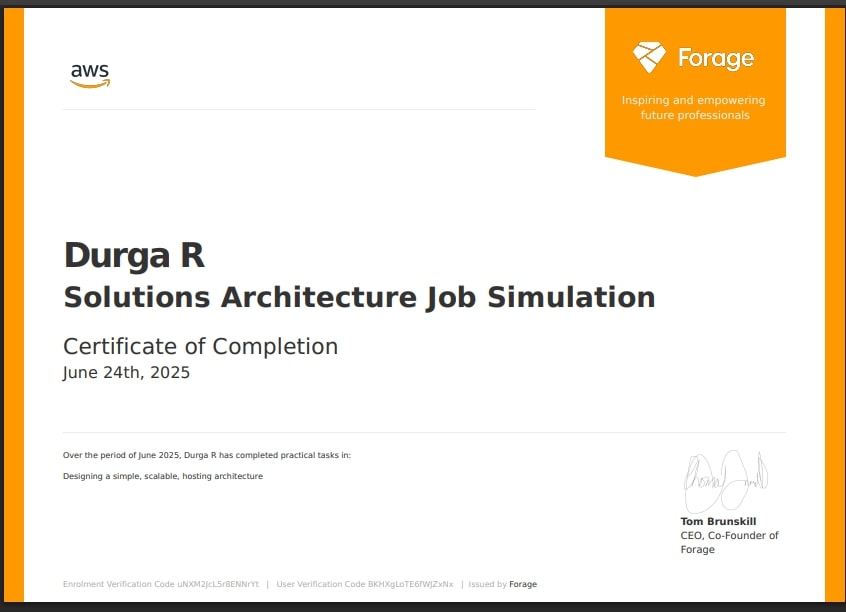 aws
Forage
Inspiring and empowering
future professionals
Durga R
Solutions Architecture Job Simulation
Certificate of Completion
June 24th, 2025
Over the period of June 2025, Durga R has completed practical tasks in:
Designing a simple, scalable, hosting architecture
Tom Brunskill
CEO, Co-Founder of
Forage
Enrolment Verification Code uNXM2JcL5r8ENNrYt | User Verification Code BKHXgLoTE6fWJZxNx | Issued by Forage